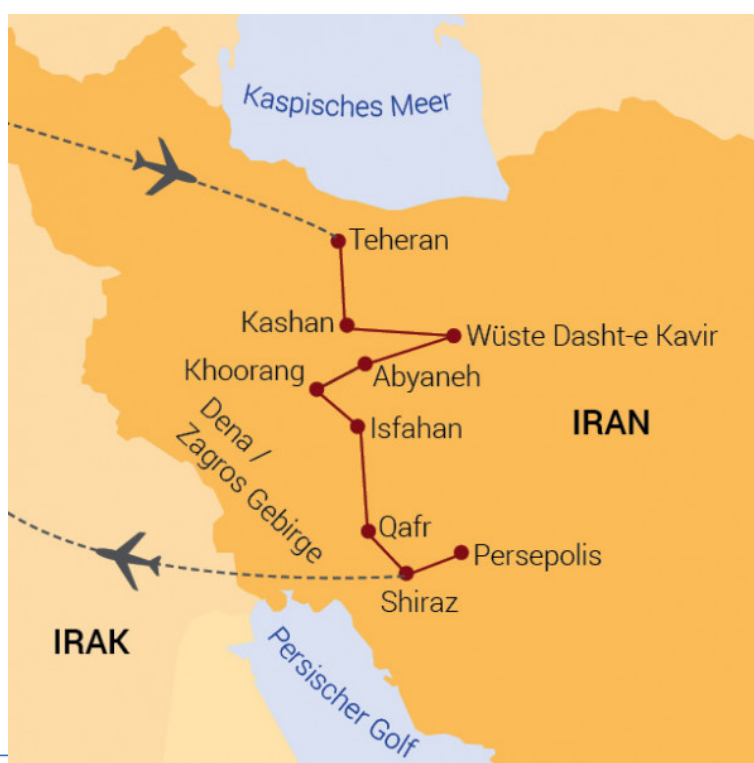 Kaspisches Meer
Teheran
Kashan
Wüste Dasht-e Kavir
Khoorang
Abyaneh
Dena /
Zagros Gebirge
Isfahan
IRAN
Qafr
Persepolis
Shiraz
IRAK
Persischer Golf